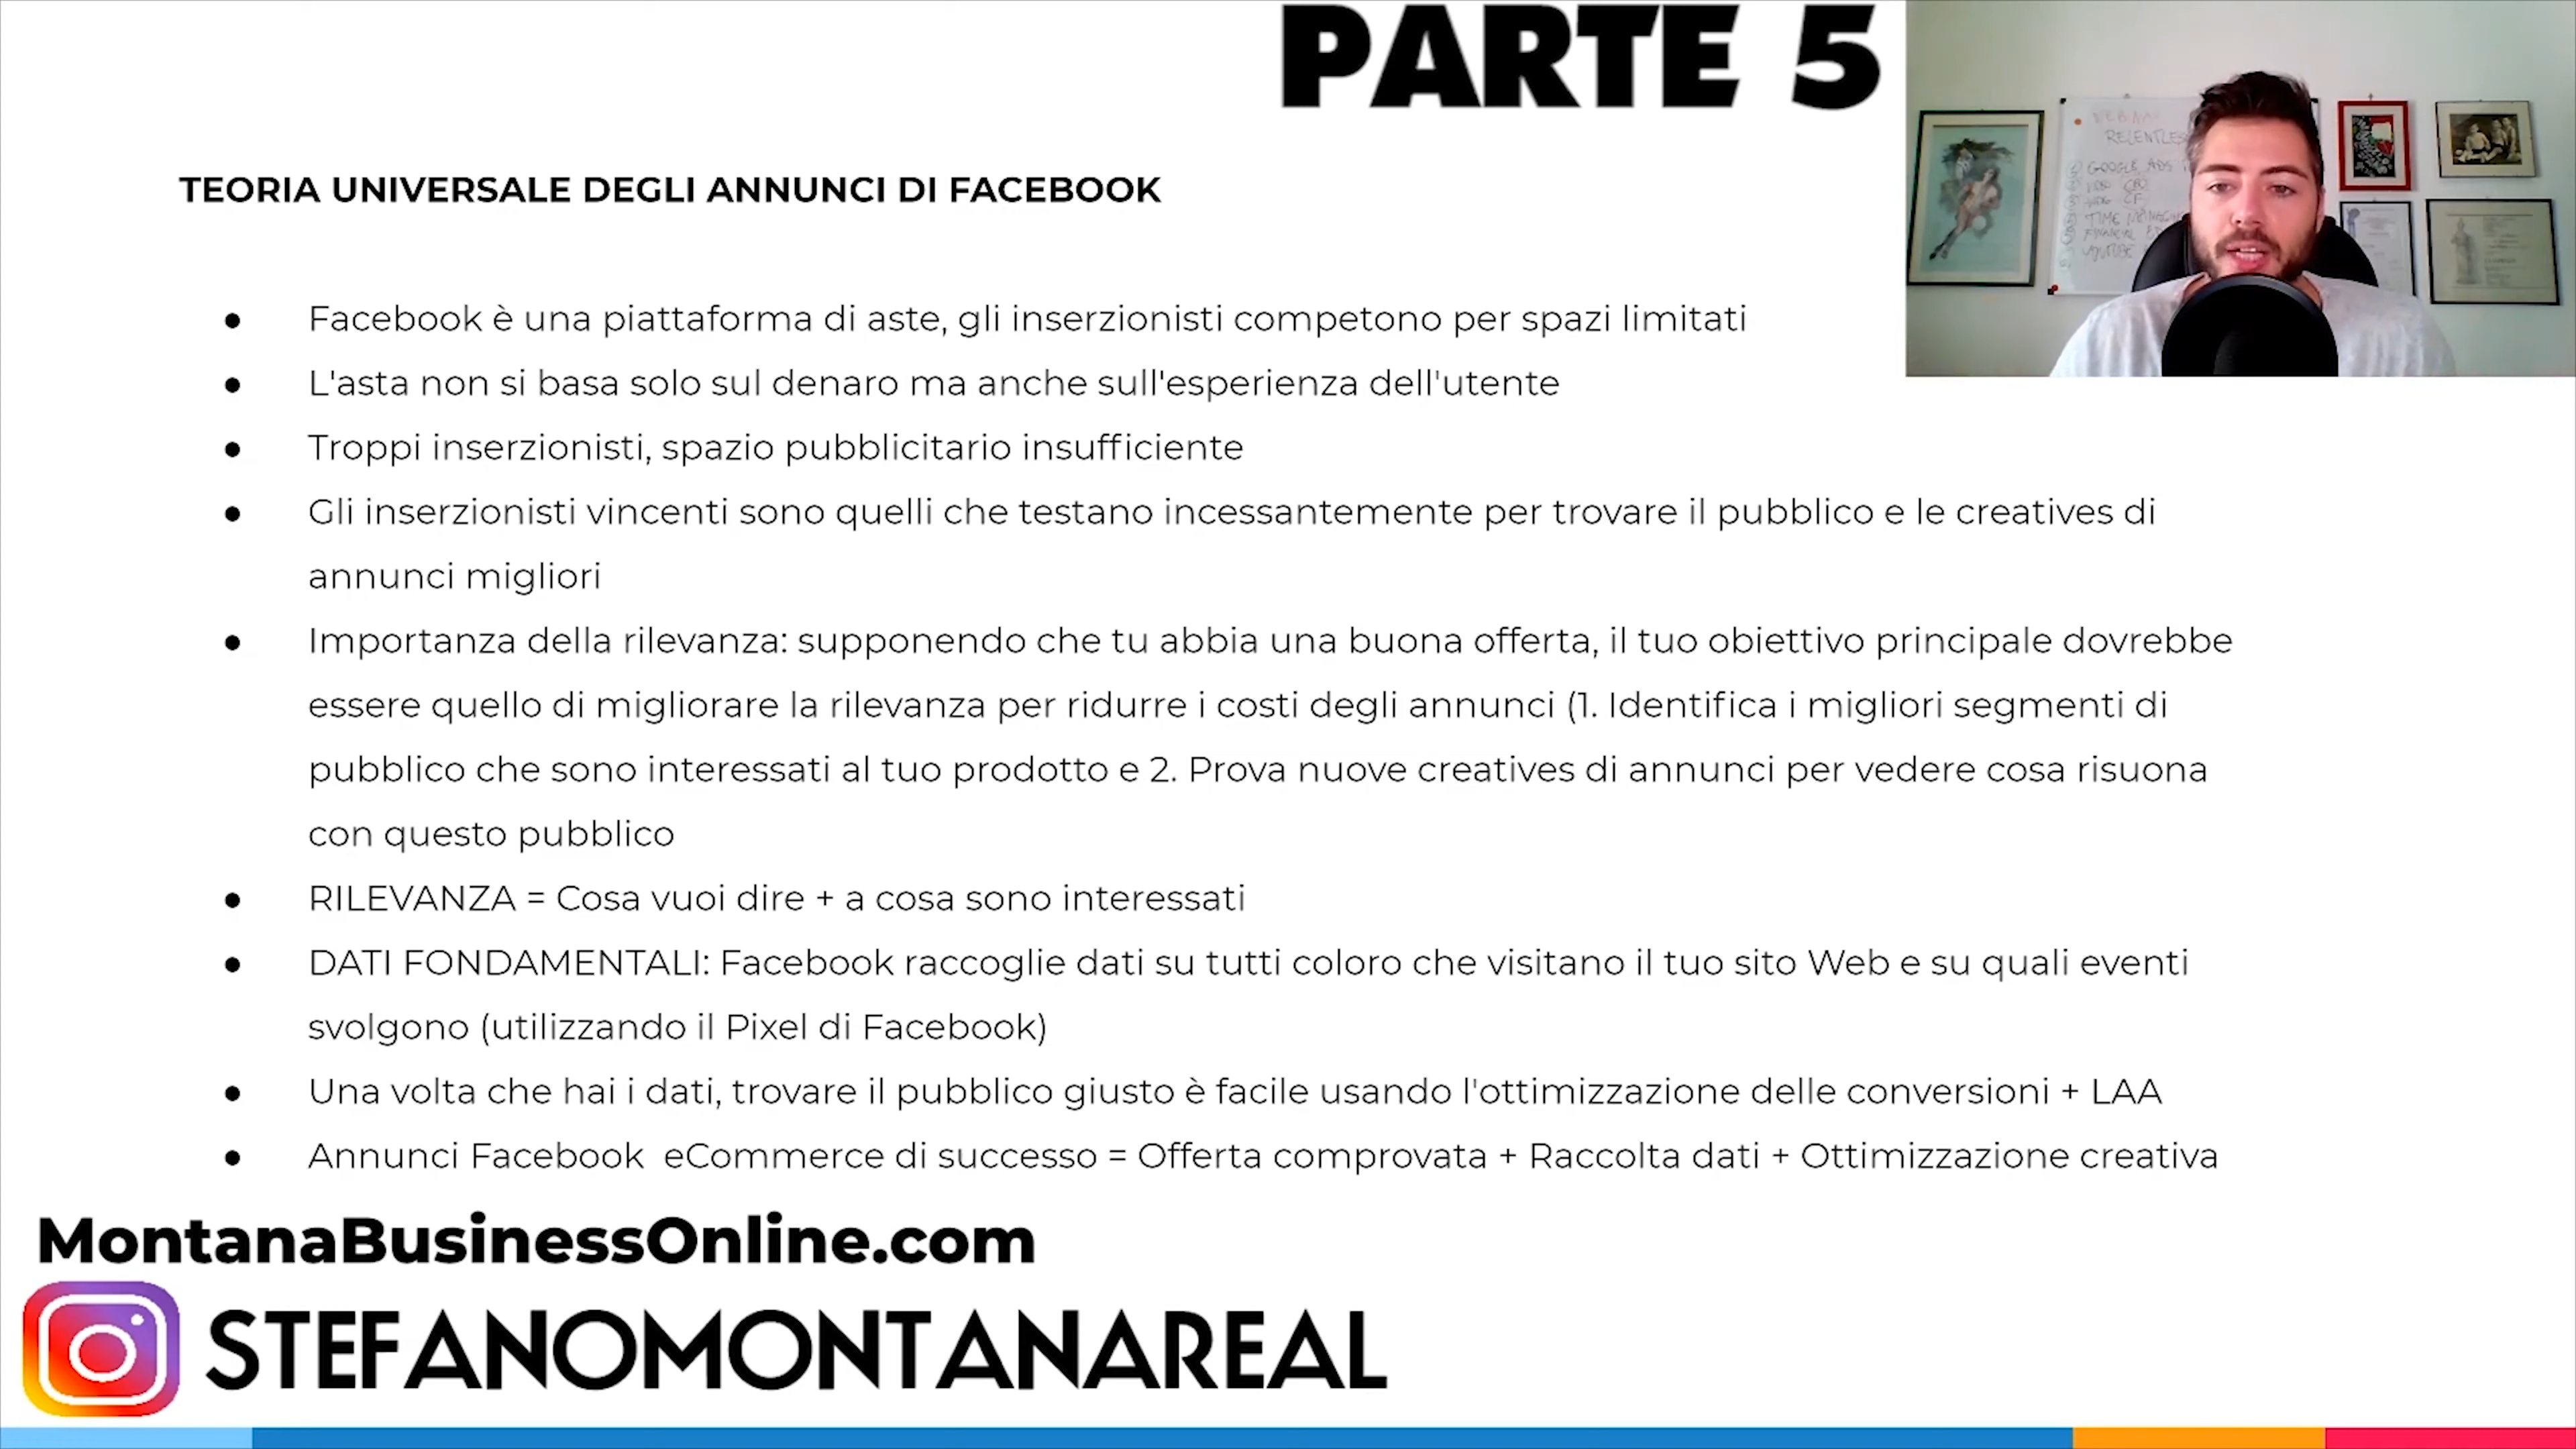 PARTE 5
RELENTLES
GOOGLE ADS
TEORIA UNIVERSALE DEGLI ANNUNCI DI FACEBOOK
● Facebook è una piattaforma di aste, gli inserzionisti competono per spazi limitati
● L'asta non si basa solo sul denaro ma anche sull'esperienza dell'utente
● Troppi inserzionisti, spazio pubblicitario insufficiente
● Gli inserzionisti vincenti sono quelli che testano incessantemente per trovare il pubblico e le creatives di
annunci migliori
● Importanza della rilevanza: supponendo che tu abbia una buona offerta, il tuo obiettivo principale dovrebbe
essere quello di migliorare la rilevanza per ridurre i costi degli annunci (1. Identifica i migliori segmenti di
pubblico che sono interessati al tuo prodotto e 2. Prova nuove creatives di annunci per vedere cosa risuona
con questo pubblico
● RILEVANZA = Cosa vuoi dire + a cosa sono interessati
● DATI FONDAMENTALI: Facebook raccoglie dati su tutti coloro che visitano il tuo sito Web e su quali eventi
svolgono (utilizzando il Pixel di Facebook)
● Una volta che hai i dati, trovare il pubblico giusto è facile usando l'ottimizzazione delle conversioni + LAA
● Annunci Facebook eCommerce di successo = Offerta comprovata + Raccolta dati + Ottimizzazione creativa
MontanaBusinessOnline.com
STEFANOMONTANAREAL